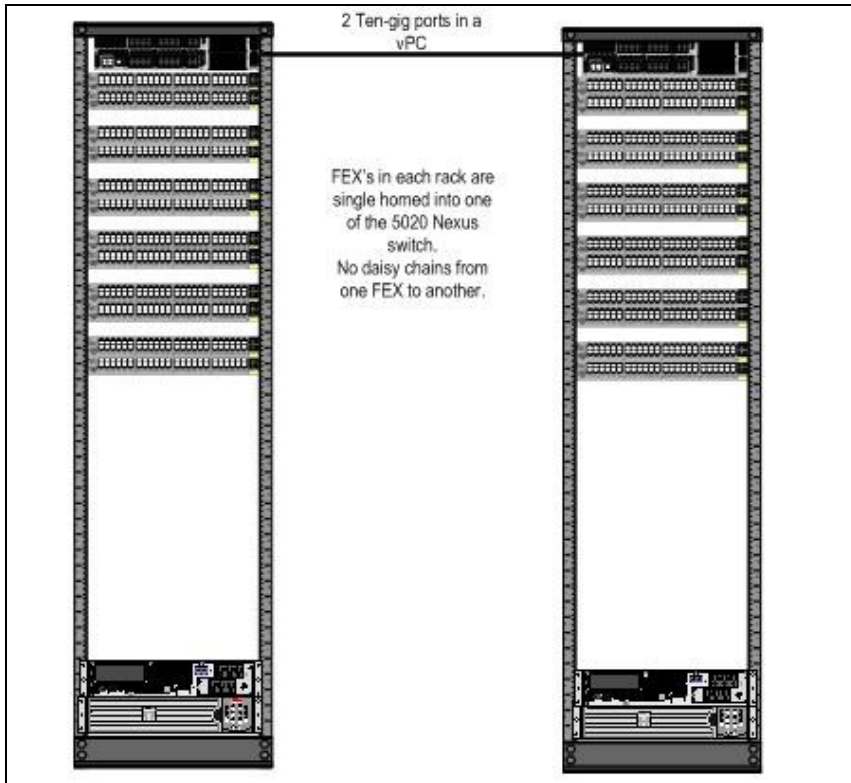 2 Ten-gig ports in a
vPC
FEX's in each rack are
single homed into one
of the 5020 Nexus
switch.
No daisy chains from
one FEX to another.